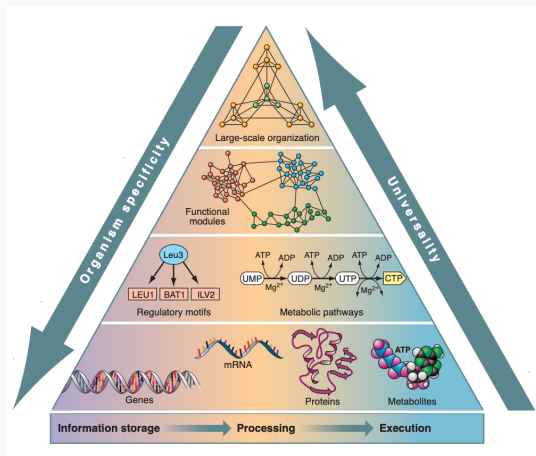 Organism specificity
Universality
Large-scale organization
Functional
modules
Leu3
LEU1 BAT1 ILV2
Regulatory motifs
ATP ADP ATP ADP ATP ADP
UMP UDP UTP CTP
Mg2+ Mg2+ Mg2+
Metabolic pathways
mRNA
ATP
Genes
Proteins
Metabolites
Information storage Processing Execution